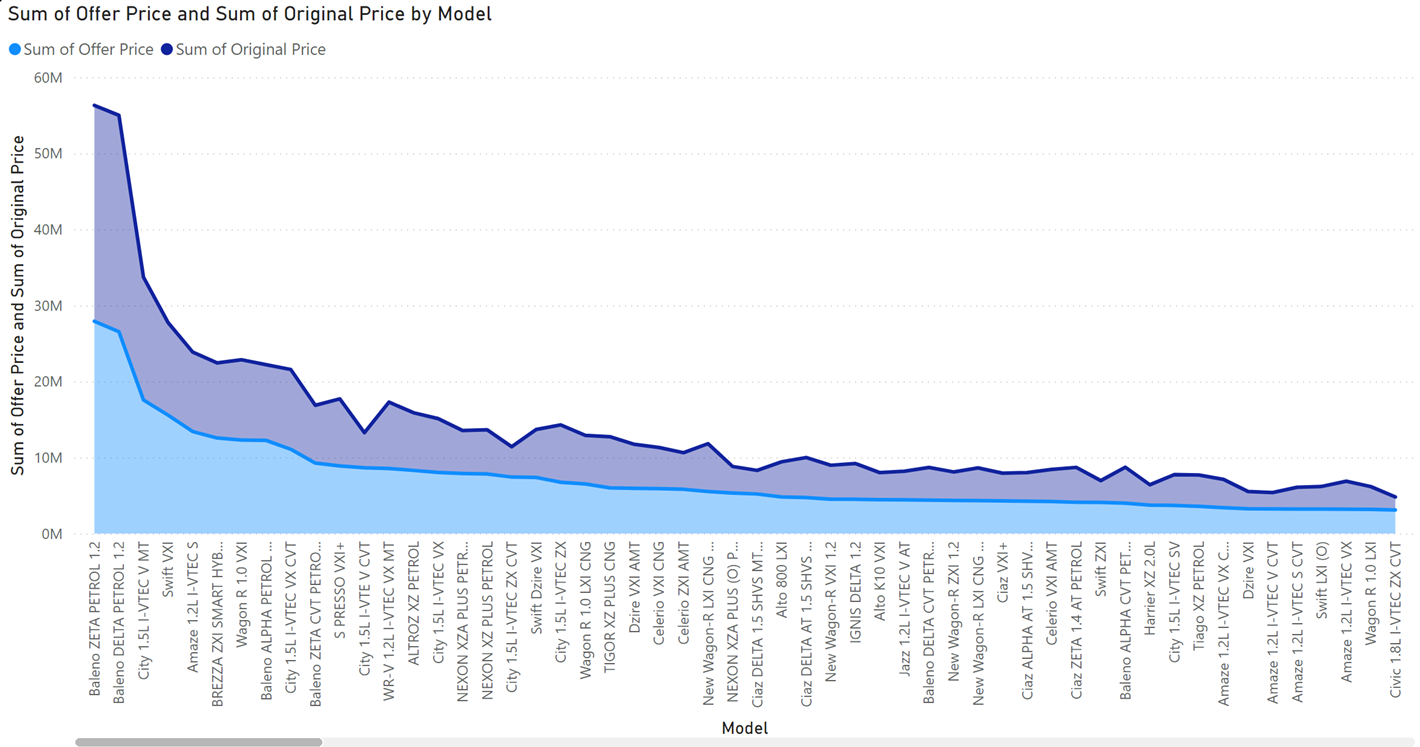 Sum of Offer Price and Sum of Original Price by Model
Sum of Offer Price Sum of Original Price
Sum of Offer Price and Sum of Original Price
60M
50M
40M
30M
20M
10M
0M
Baleno ZETA PETROL 1.2
Baleno DELTA PETROL 1.2
City 1.5L I-VTEC V MT
Swift VXI
Amaze 1.2L I-VTEC S
BREZZA ZXI SMART HYB...
Wagon R 1.0 VXI
Baleno ALPHA PETROL ...
City 1.5L I-VTEC VX CVT
Baleno ZETA CVT PETRO...
S PRESSO VXI+
City 1.5L I-VTE V CVT
WR-V 1.2L I-VTEC VX MT
ALTROZ XZ PETROL
City 1.5L I-VTEC VX
NEXON XZA PLUS PETR...
NEXON XZ PLUS PETROL
City 1.5L I-VTEC ZX CVT
Swift Dzire VXI
City 1.5L I-VTEC ZX
Wagon R 1.0 LXI CNG
TIGOR XZ PLUS CNG
Dzire VXI AMT
Celerio VXI CNG
Celerio ZXI AMT
New Wagon-R LXI CNG ...
NEXON XZA PLUS (O) P...
Ciaz DELTA 1.5 SHVS MT...
Alto 800 LXI
Ciaz DELTA AT 1.5 SHVS ...
New Wagon-R VXI 1.2
IGNIS DELTA 1.2
Alto K10 VXI
Jazz 1.2L I-VTEC V AT
Baleno DELTA CVT PETR...
New Wagon-R ZXI 1.2
New Wagon-R LXI CNG ...
Ciaz VXI+
Ciaz ALPHA AT 1.5 SHV...
Celerio VXI AMT
Ciaz ZETA 1.4 AT PETROL
Swift ZXI
Baleno ALPHA CVT PET...
Harrier XZ 2.0L
City 1.5L I-VTEC SV
Tiago XZ PETROL
Amaze 1.2L I-VTEC VX C...
Dzire VXI
Amaze 1.2L I-VTEC V CVT
Amaze 1.2L I-VTEC S CVT
Swift LXI (O)
Amaze 1.2L I-VTEC VX
Wagon R 1.0 LXI
Civic 1.8L I-VTEC ZX CVT
Model